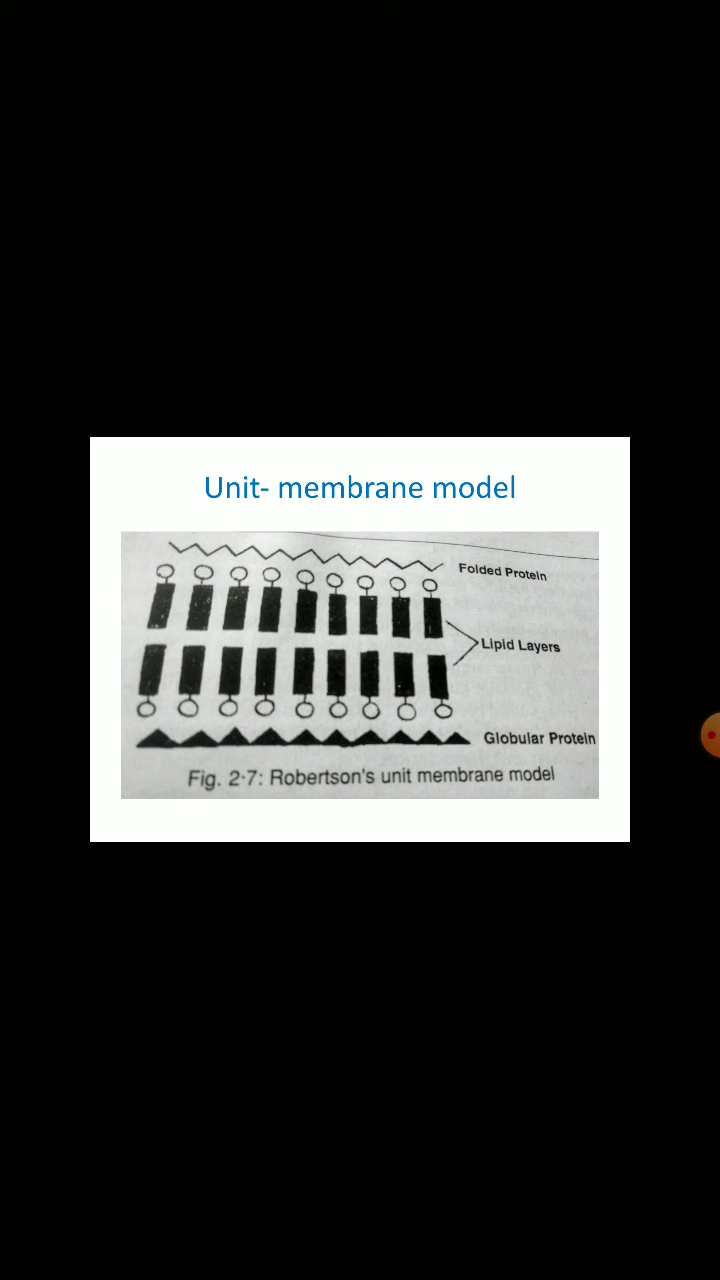 Unit- membrane model
Folded Protein
Lipid Layers
Globular Protein
Fig. 2·7: Robertson's unit membrane model